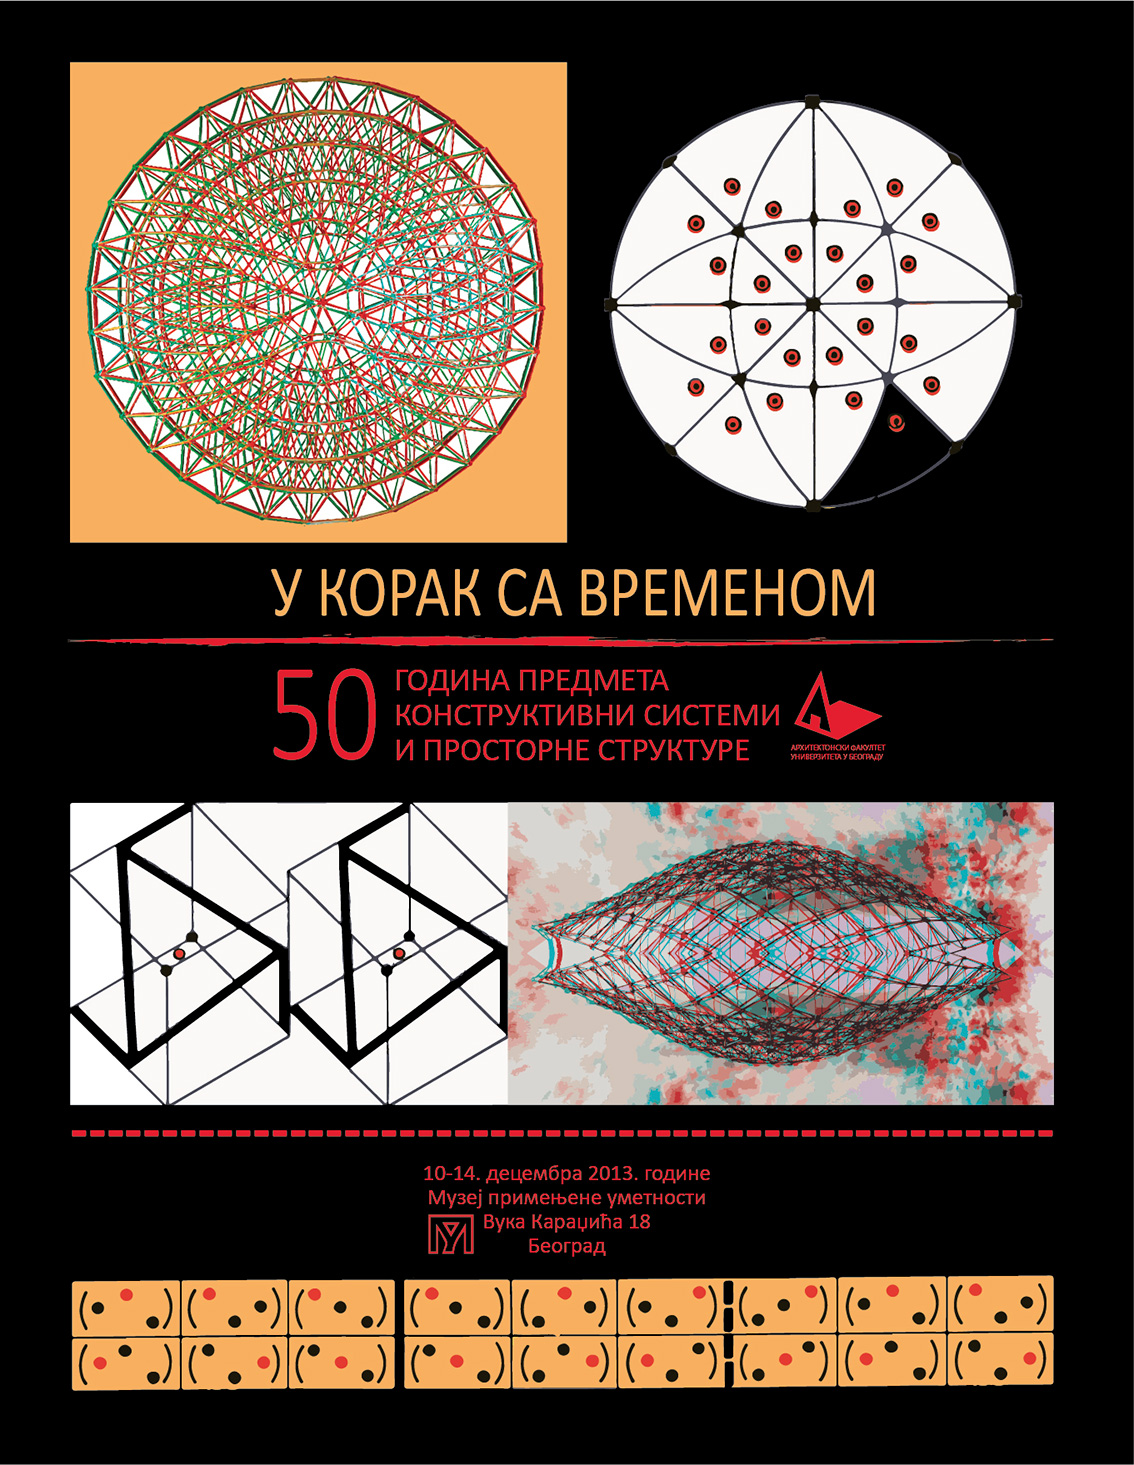 У КОРАК СА ВРЕМЕНОМ
50
ГОДИНА ПРЕДМЕТА
КОНСТРУКТИВНИ СИСТЕМИ
И ПРОСТОРНЕ СТРУКТУРЕ
АРХИТЕКТОНСКИ ФАКУЛТЕТ
УНИВЕРЗИТЕТА У БЕОГРАДУ
10-14. децембра 2013. године
Музеј примењене уметности
Вука Караџића 18
Београд